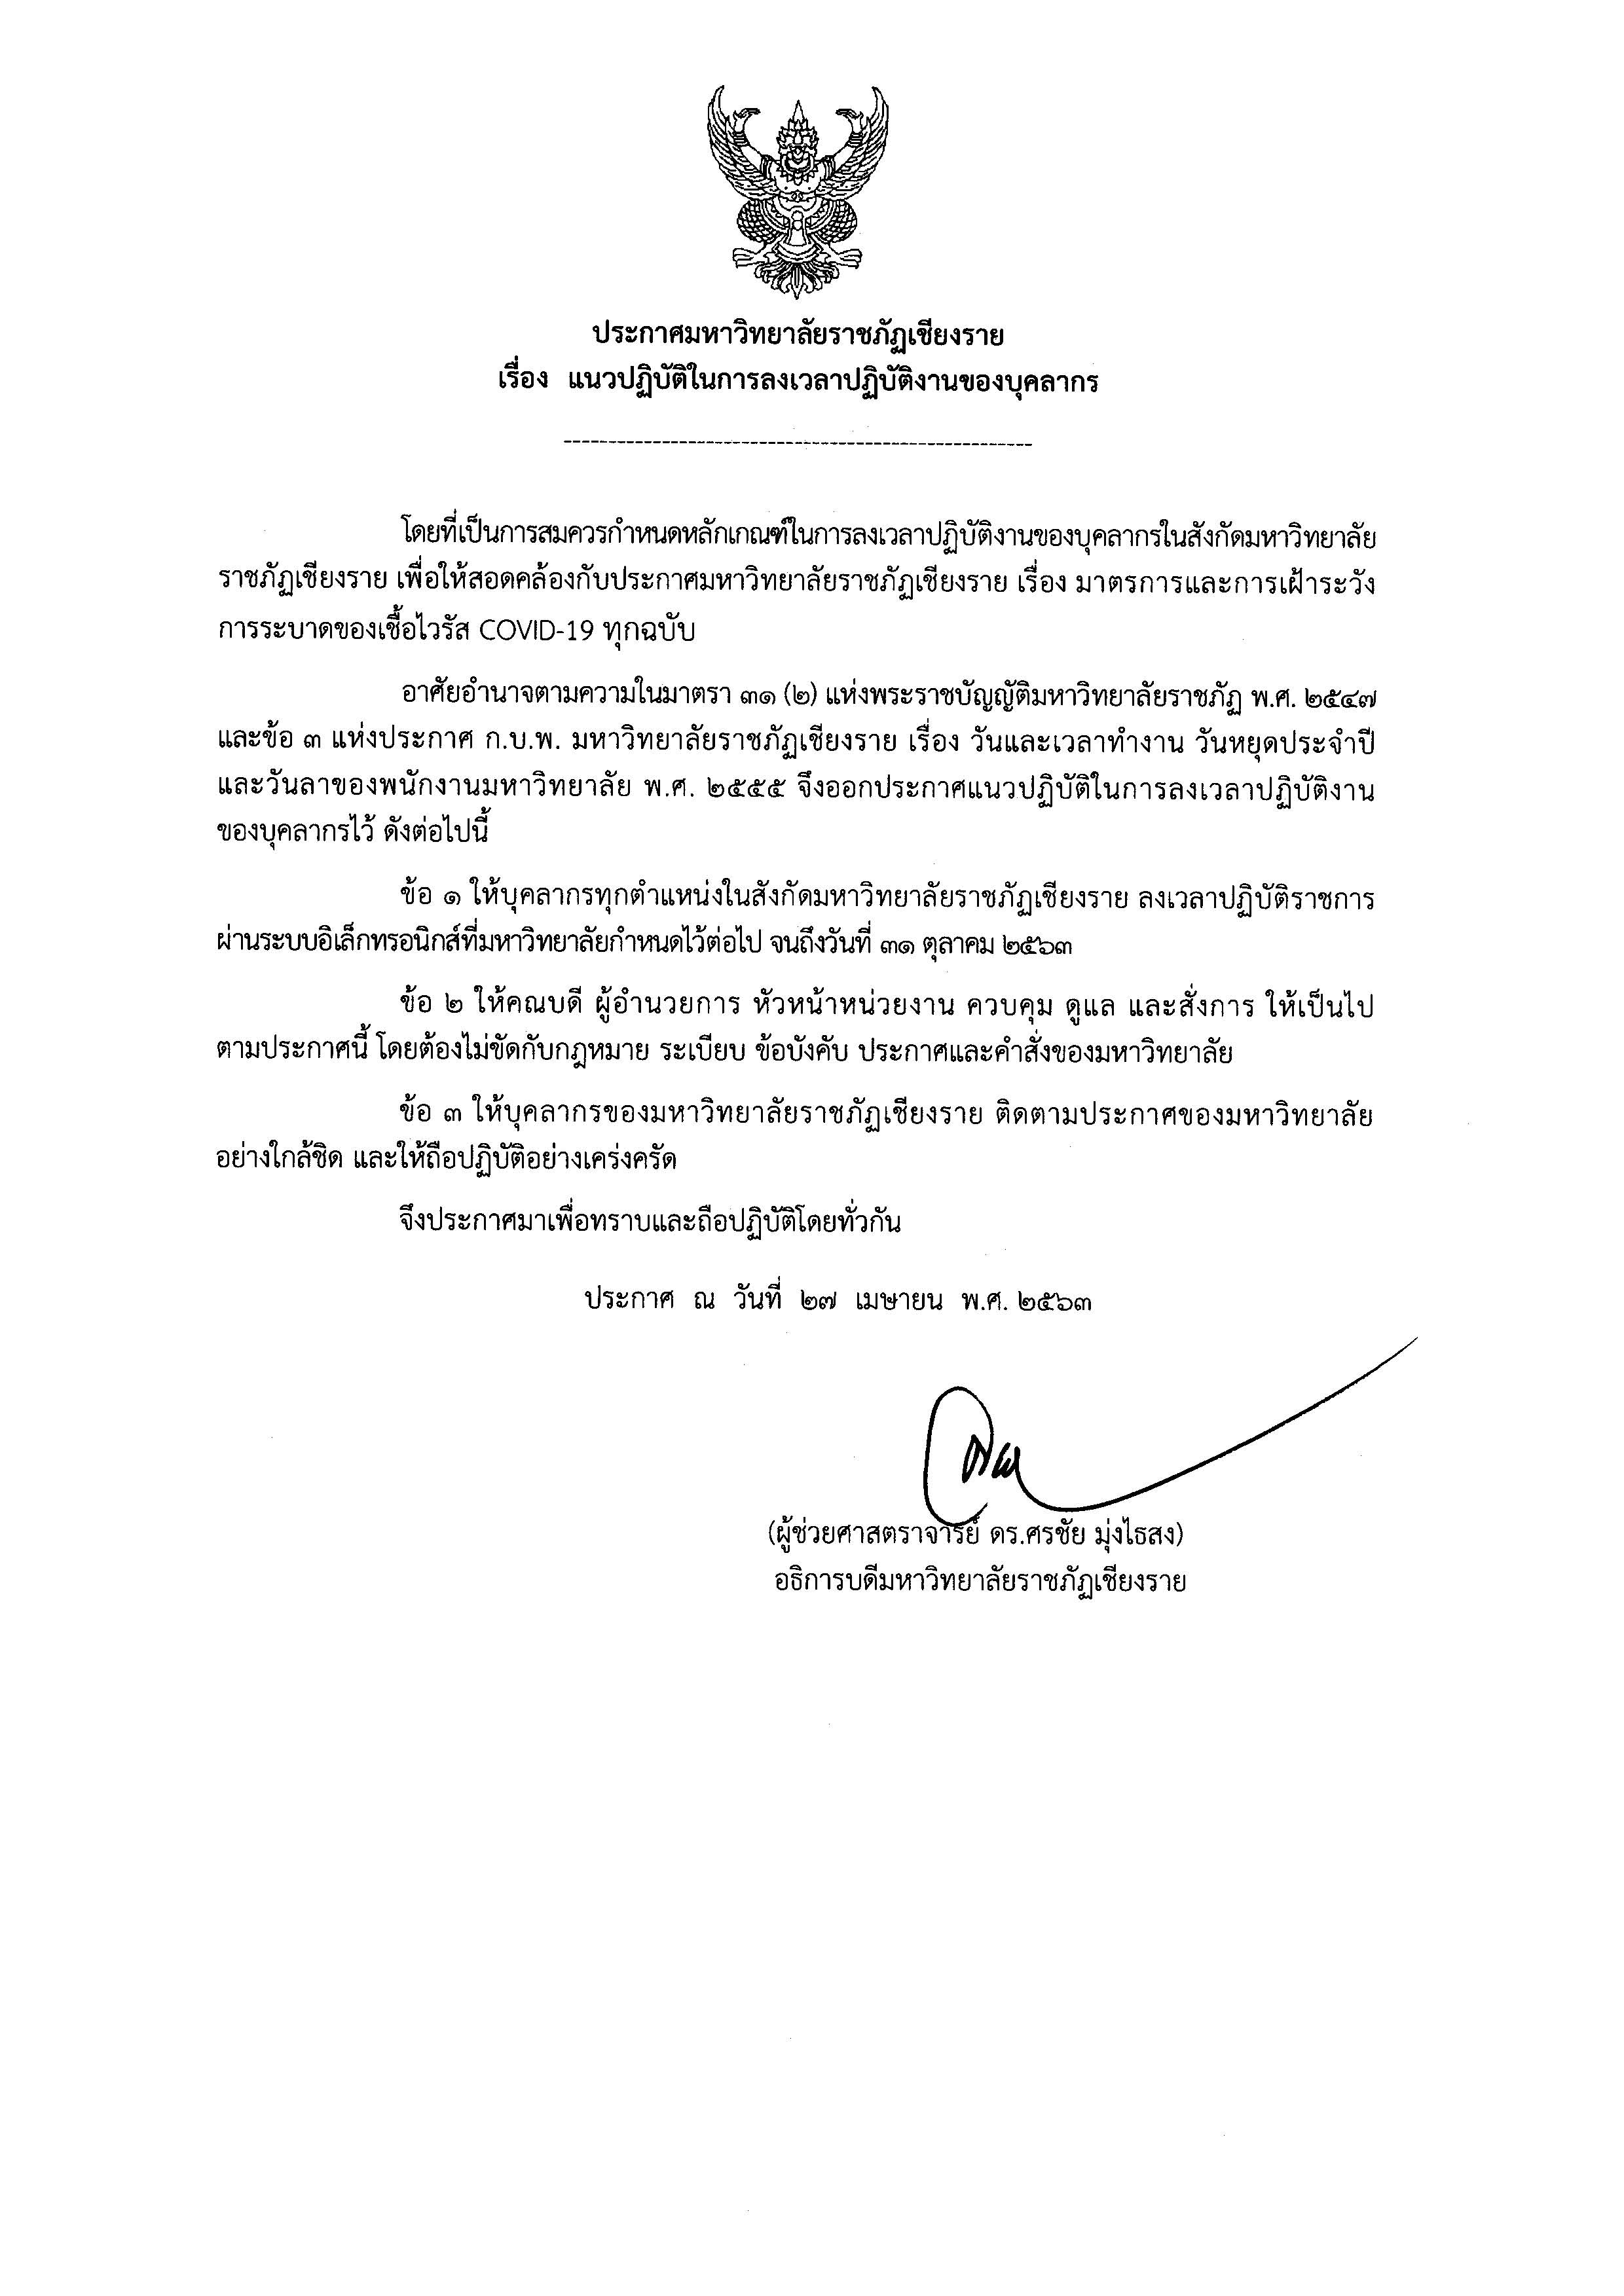 ประกาศมหาวิทยาลัยราชภัฏเชียงราย
เรื่อง แนวปฏิบัติในการลงเวลาปฏิบัติงานของบุคลากร
----------------------------------------------------
โดยที่เป็นการสมควรกำหนดหลักเกณฑ์ในการลงเวลาปฏิบัติงานของบุคลากรในสังกัดมหาวิทยาลัย
ราชภัฏเชียงราย เพื่อให้สอดคล้องกับประกาศมหาวิทยาลัยราชภัฏเชียงราย เรื่อง มาตรการและการเฝ้าระวัง
การระบาดของเชื้อไวรัส COVID-19 ทุกฉบับ
อาศัยอำนาจตามความในมาตรา ๓๑ (๒) แห่งพระราชบัญญัติมหาวิทยาลัยราชภัฏ พ.ศ. ๒๕๔๗
และข้อ ๓ แห่งประกาศ ก.บ.พ. มหาวิทยาลัยราชภัฏเชียงราย เรื่อง วันและเวลาทำงาน วันหยุดประจำปี
และวันลาของพนักงานมหาวิทยาลัย พ.ศ. ๒๕๕๕ จึงออกประกาศแนวปฏิบัติในการลงเวลาปฏิบัติงาน
ของบุคลากรไว้ ดังต่อไปนี้
ข้อ ๑ ให้บุคลากรทุกตำแหน่งในสังกัดมหาวิทยาลัยราชภัฏเชียงราย ลงเวลาปฏิบัติราชการ
ผ่านระบบอิเล็กทรอนิกส์ที่มหาวิทยาลัยกำหนดไว้ต่อไป จนถึงวันที่ ๓๑ ตุลาคม ๒๕๖๓
ข้อ ๒ ให้คณบดี ผู้อำนวยการ หัวหน้าหน่วยงาน ควบคุม ดูแล และสั่งการ ให้เป็นไป
ตามประกาศนี้ โดยต้องไม่ขัดกับกฎหมาย ระเบียบ ข้อบังคับ ประกาศและคำสั่งของมหาวิทยาลัย
ข้อ ๓ ให้บุคลากรของมหาวิทยาลัยราชภัฏเชียงราย ติดตามประกาศของมหาวิทยาลัย
อย่างใกล้ชิด และให้ถือปฏิบัติอย่างเคร่งครัด
จึงประกาศมาเพื่อทราบและถือปฏิบัติโดยทั่วกัน
ประกาศ ณ วันที่ ๒๗ เมษายน พ.ศ. ๒๕๖๓
(ผู้ช่วยศาสตราจารย์ ดร.ศรชัย มุ่งไธสง)
อธิการบดีมหาวิทยาลัยราชภัฏเชียงราย